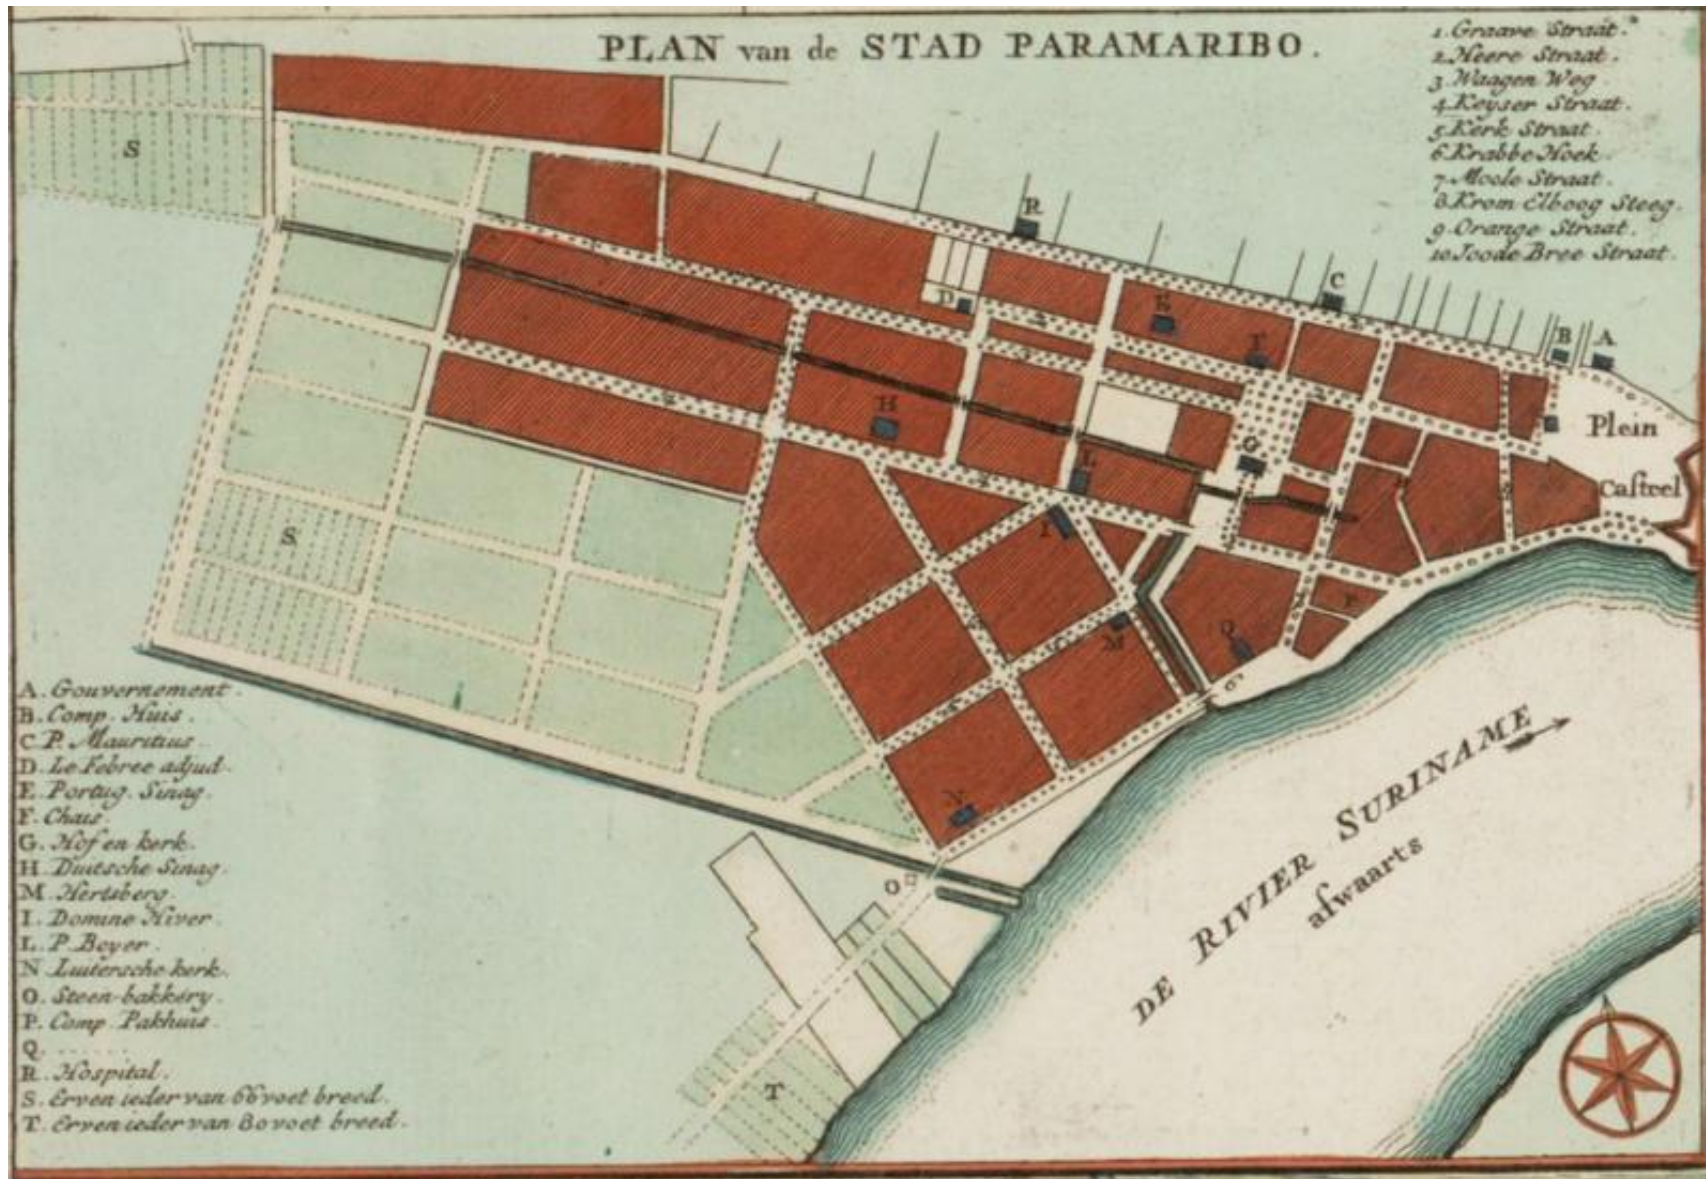 PLAN van de STAD PARAMARIBO.
1. Graave Straat.
2. Heere Straat.
3. Waagen Weg
4. Keyser Straat.
5. Kerk Straat.
6. Krabbe Hoek.
7. Moole Straat.
8. Krom Elboog Steeg.
9. Orange Straat.
10. Joode Bree Straat.
S
R
C
D
E
T
B
A
Plein
H
G
L
Casteel
I
S
F
M
Q
A. Gouvernement.
B. Comp. Huis.
C. P. Mauritius.
D. Le Febree adjud.
E. Portug. Sinag.
F. Chais.
G. Hof en kerk.
H. Duitsche Sinag.
M. Hertsberg.
I. Domine Hiver.
L. P. Boyer.
N. Luitersche kerk.
O. Steen-bakkery.
P. Comp. Pakhuis.
Q. . . . . . .
R. Hospital.
S. Erven ieder van 66 voet breed.
T. Erven ieder van 80 voet breed.
N
O
T
DE RIVIER SURINAME
afwaarts